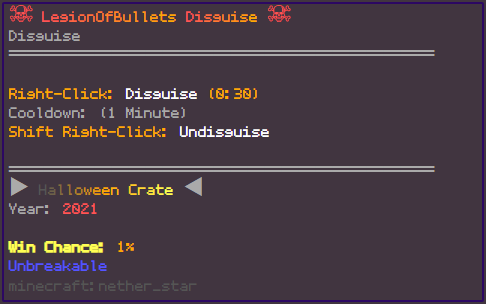 ☠ LegionOfBullets Disguise ☠
Disguise
Right-Click: Disguise (0:30)
Cooldown: (1 Minute)
Shift Right-Click: Undisguise
▶ Halloween Crate ◀
Year: 2021
Win Chance: 1%
Unbreakable
minecraft:nether_star